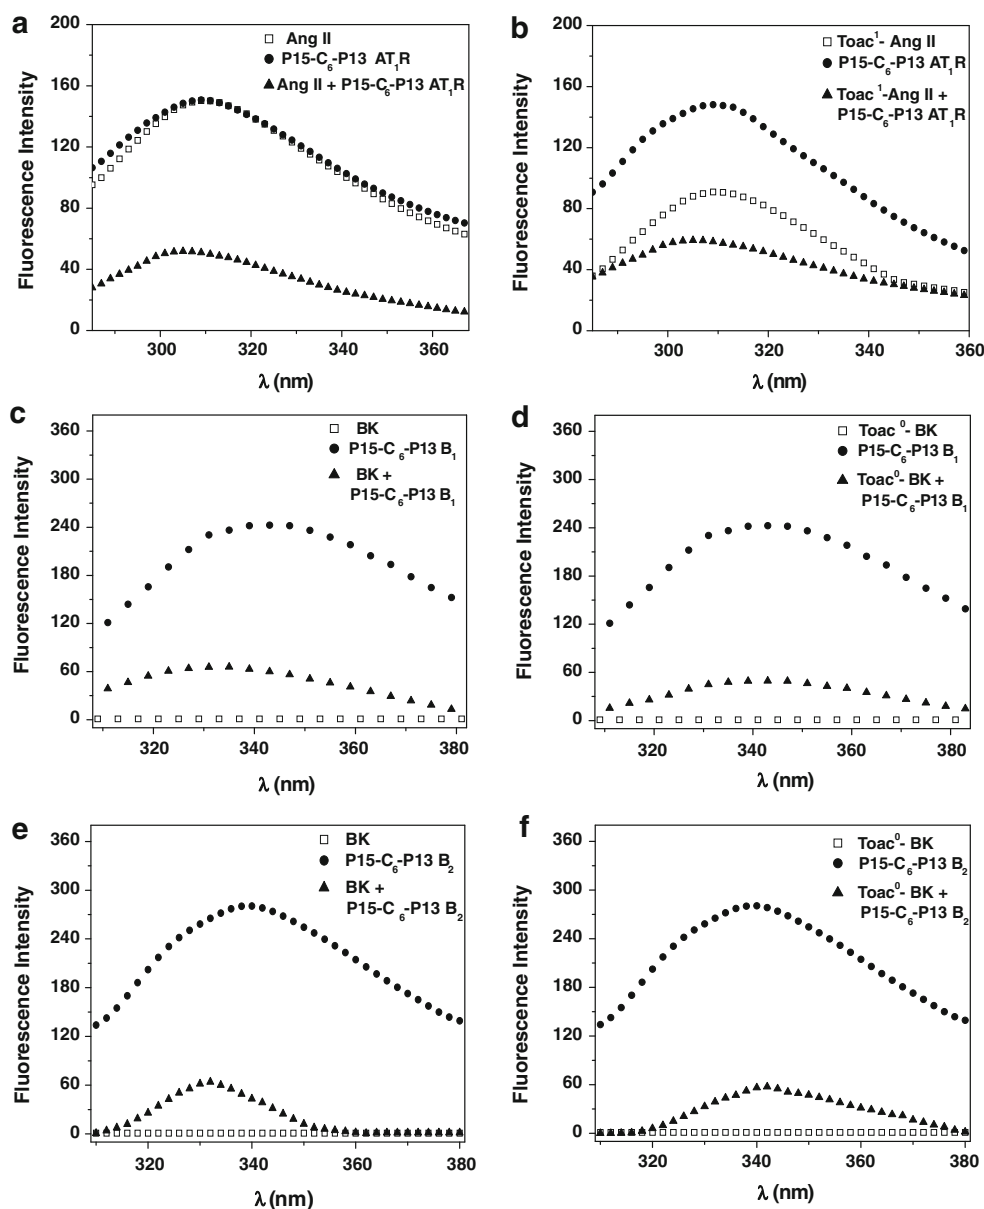 a
Ang II
P15-C6-P13 AT1R
Ang II + P15-C6-P13 AT1R
200
160
120
80
40
0
300
320
340
360
Fluorescence Intensity
λ (nm)
b
Toac1- Ang II
P15-C6-P13 AT1R
Toac1-Ang II +
P15-C6-P13 AT1R
200
160
120
80
40
0
300
320
340
360
Fluorescence Intensity
λ (nm)
c
BK
P15-C6-P13 B1
BK +
P15-C6-P13 B1
360
300
240
180
120
60
0
320
340
360
380
Fluorescence Intensity
λ (nm)
d
Toac0- BK
P15-C6-P13 B1
Toac0- BK +
P15-C6-P13 B1
360
300
240
180
120
60
0
320
340
360
380
Fluorescence Intensity
λ (nm)
e
BK
P15-C6-P13 B2
BK +
P15-C6-P13 B2
360
300
240
180
120
60
0
320
340
360
380
Fluorescence Intensity
λ (nm)
f
Toac0- BK
P15-C6-P13 B2
Toac0- BK +
P15-C6-P13 B2
360
300
240
180
120
60
0
320
340
360
380
Fluorescence Intensity
λ (nm)